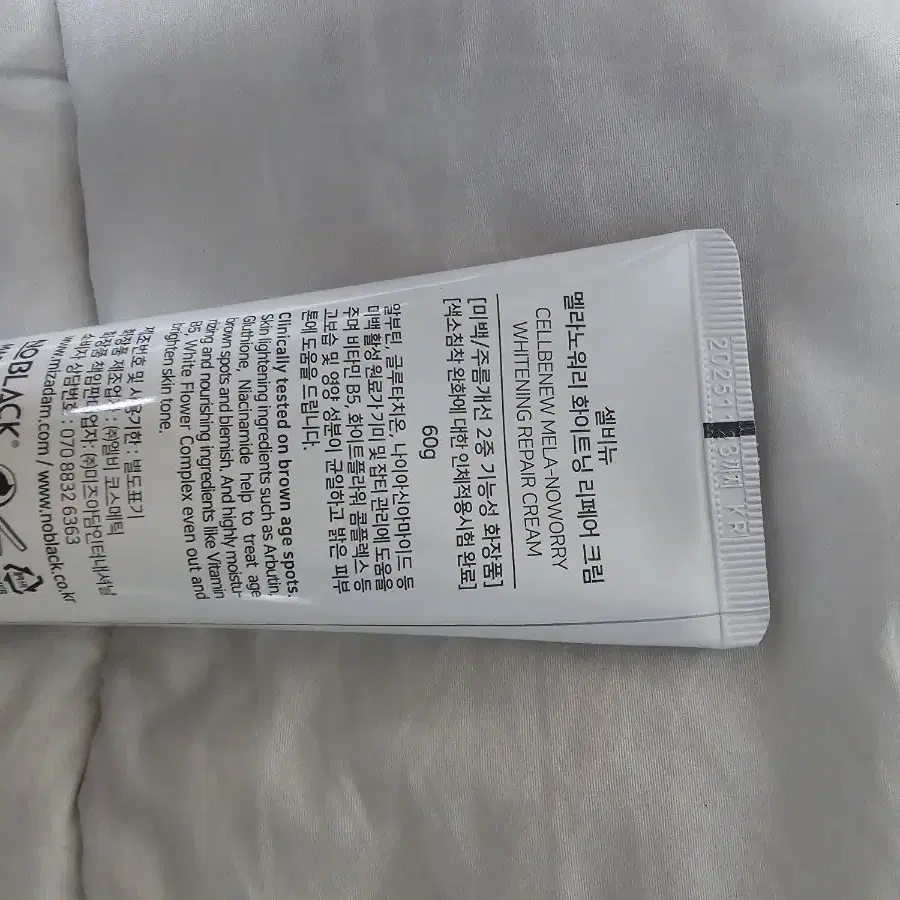 셀비뉴
멜라노워리 화이트닝 리페어 크림
CELLBENEW MELA-NOWORRY
WHITENING REPAIR CREAM
[미백/주름개선 2중 기능성 화장품]
[색소침착 완화에 대한 인체적용시험 완료]
60g
알부틴, 글루타치온, 나이아신아마이드 등
미백활성 원료가 기미 및 잡티 관리에 도움을
주며 비타민 B5, 화이트플라워 콤플렉스 등
고보습 및 영양 성분이 균일하고 밝은 피부
톤에 도움을 드립니다.
Clinically tested on brown age spots.
Skin lightening ingredients such as Arbutin,
Gluthione, Niacinamide help to treat age
brown spots and blemish. And highly moistu-
rizing and nourishing ingredients like Vitamin
B5, White Flower Complex even out and
brighten skin tone.
제조번호 및 사용기한 : 별도표기
화장품 제조업자 : ㈜엘비 코스메틱
화장품 책임판매업자: ㈜미즈아담인터내셔날
소비자 상담번호 : 070 8832 6363
www.mizadam.com / www.noblack.co.kr
NOBLACK®